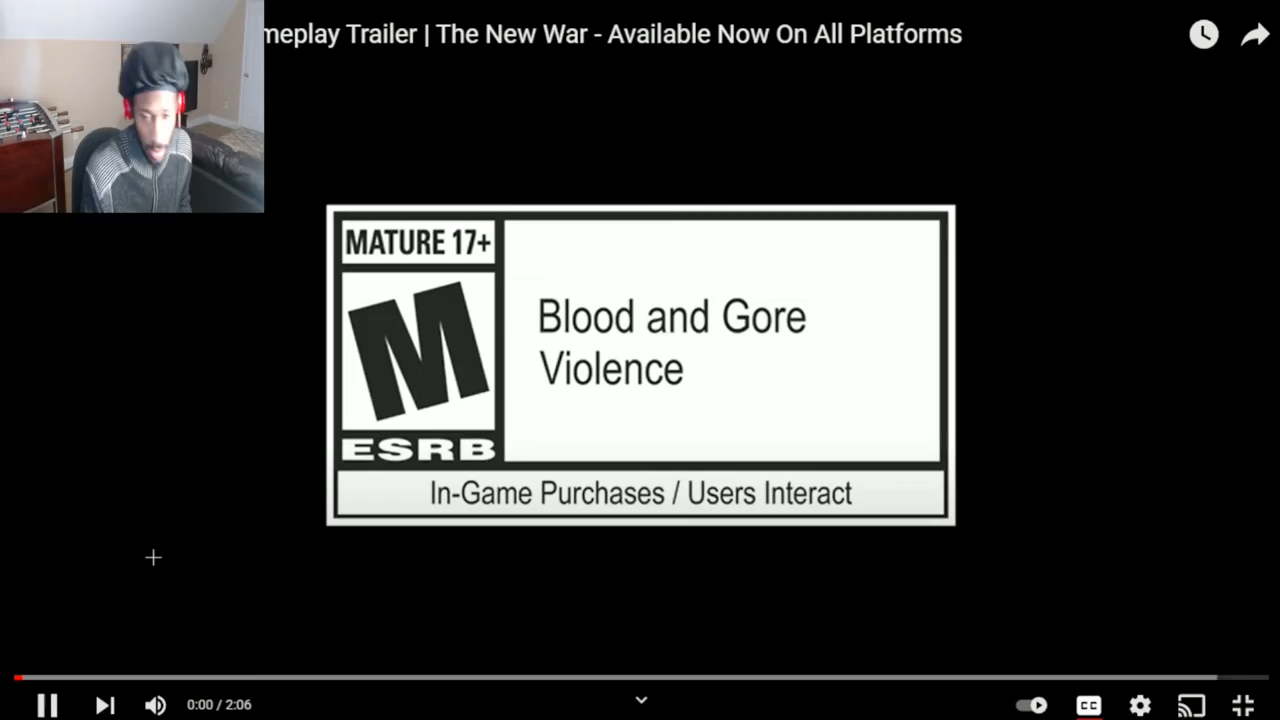 meplay Trailer | The New War - Available Now On All Platforms
MATURE 17+
M
ESRB
Blood and Gore
Violence
In-Game Purchases / Users Interact
0:00 / 2:06
CC